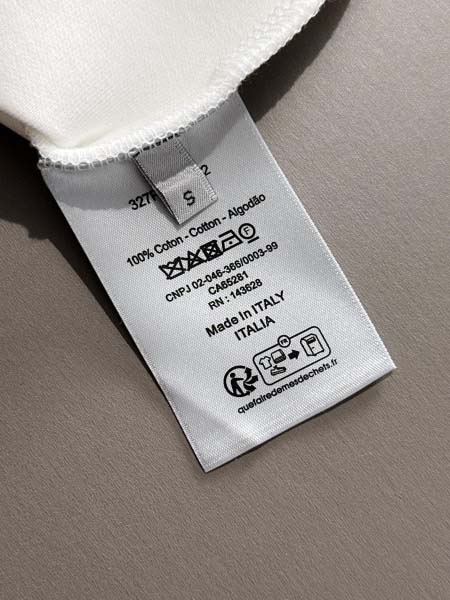 S
100% Coton - Cotton - Algodão
CNPJ 02-046-366/0003-99
CA65281
RN : 143628
Made In ITALY
ITALIA
FR
quefairedemesdechets.fr